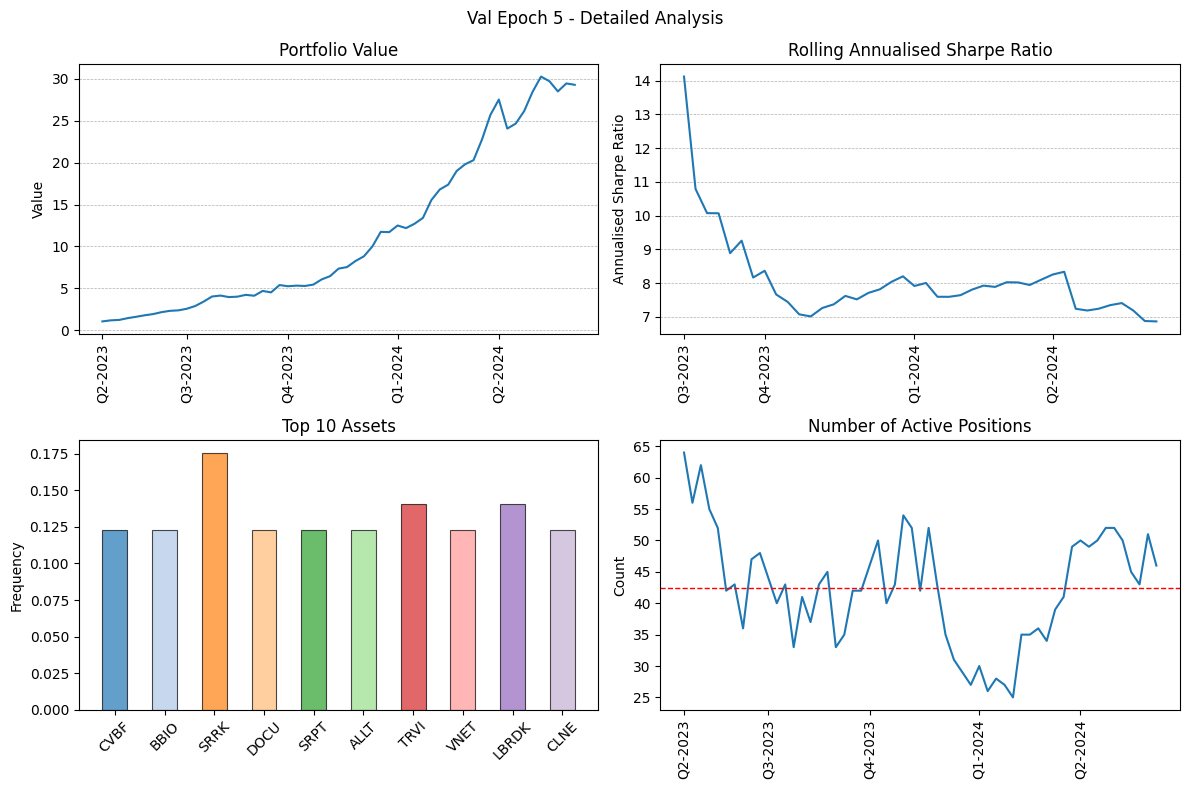 Val Epoch 5 - Detailed Analysis
Portfolio Value
Value
30
25
20
15
10
5
0
Q2-2023
Q3-2023
Q4-2023
Q1-2024
Q2-2024
Rolling Annualised Sharpe Ratio
Annualised Sharpe Ratio
14
13
12
11
10
9
8
7
Q3-2023
Q4-2023
Q1-2024
Q2-2024
Top 10 Assets
Frequency
0.175
0.150
0.125
0.100
0.075
0.050
0.025
0.000
CVBF
BBIO
SRRK
DOCU
SRPT
ALLT
TRVI
VNET
LBRDK
CLNE
Number of Active Positions
Count
65
60
55
50
45
40
35
30
25
Q2-2023
Q3-2023
Q4-2023
Q1-2024
Q2-2024